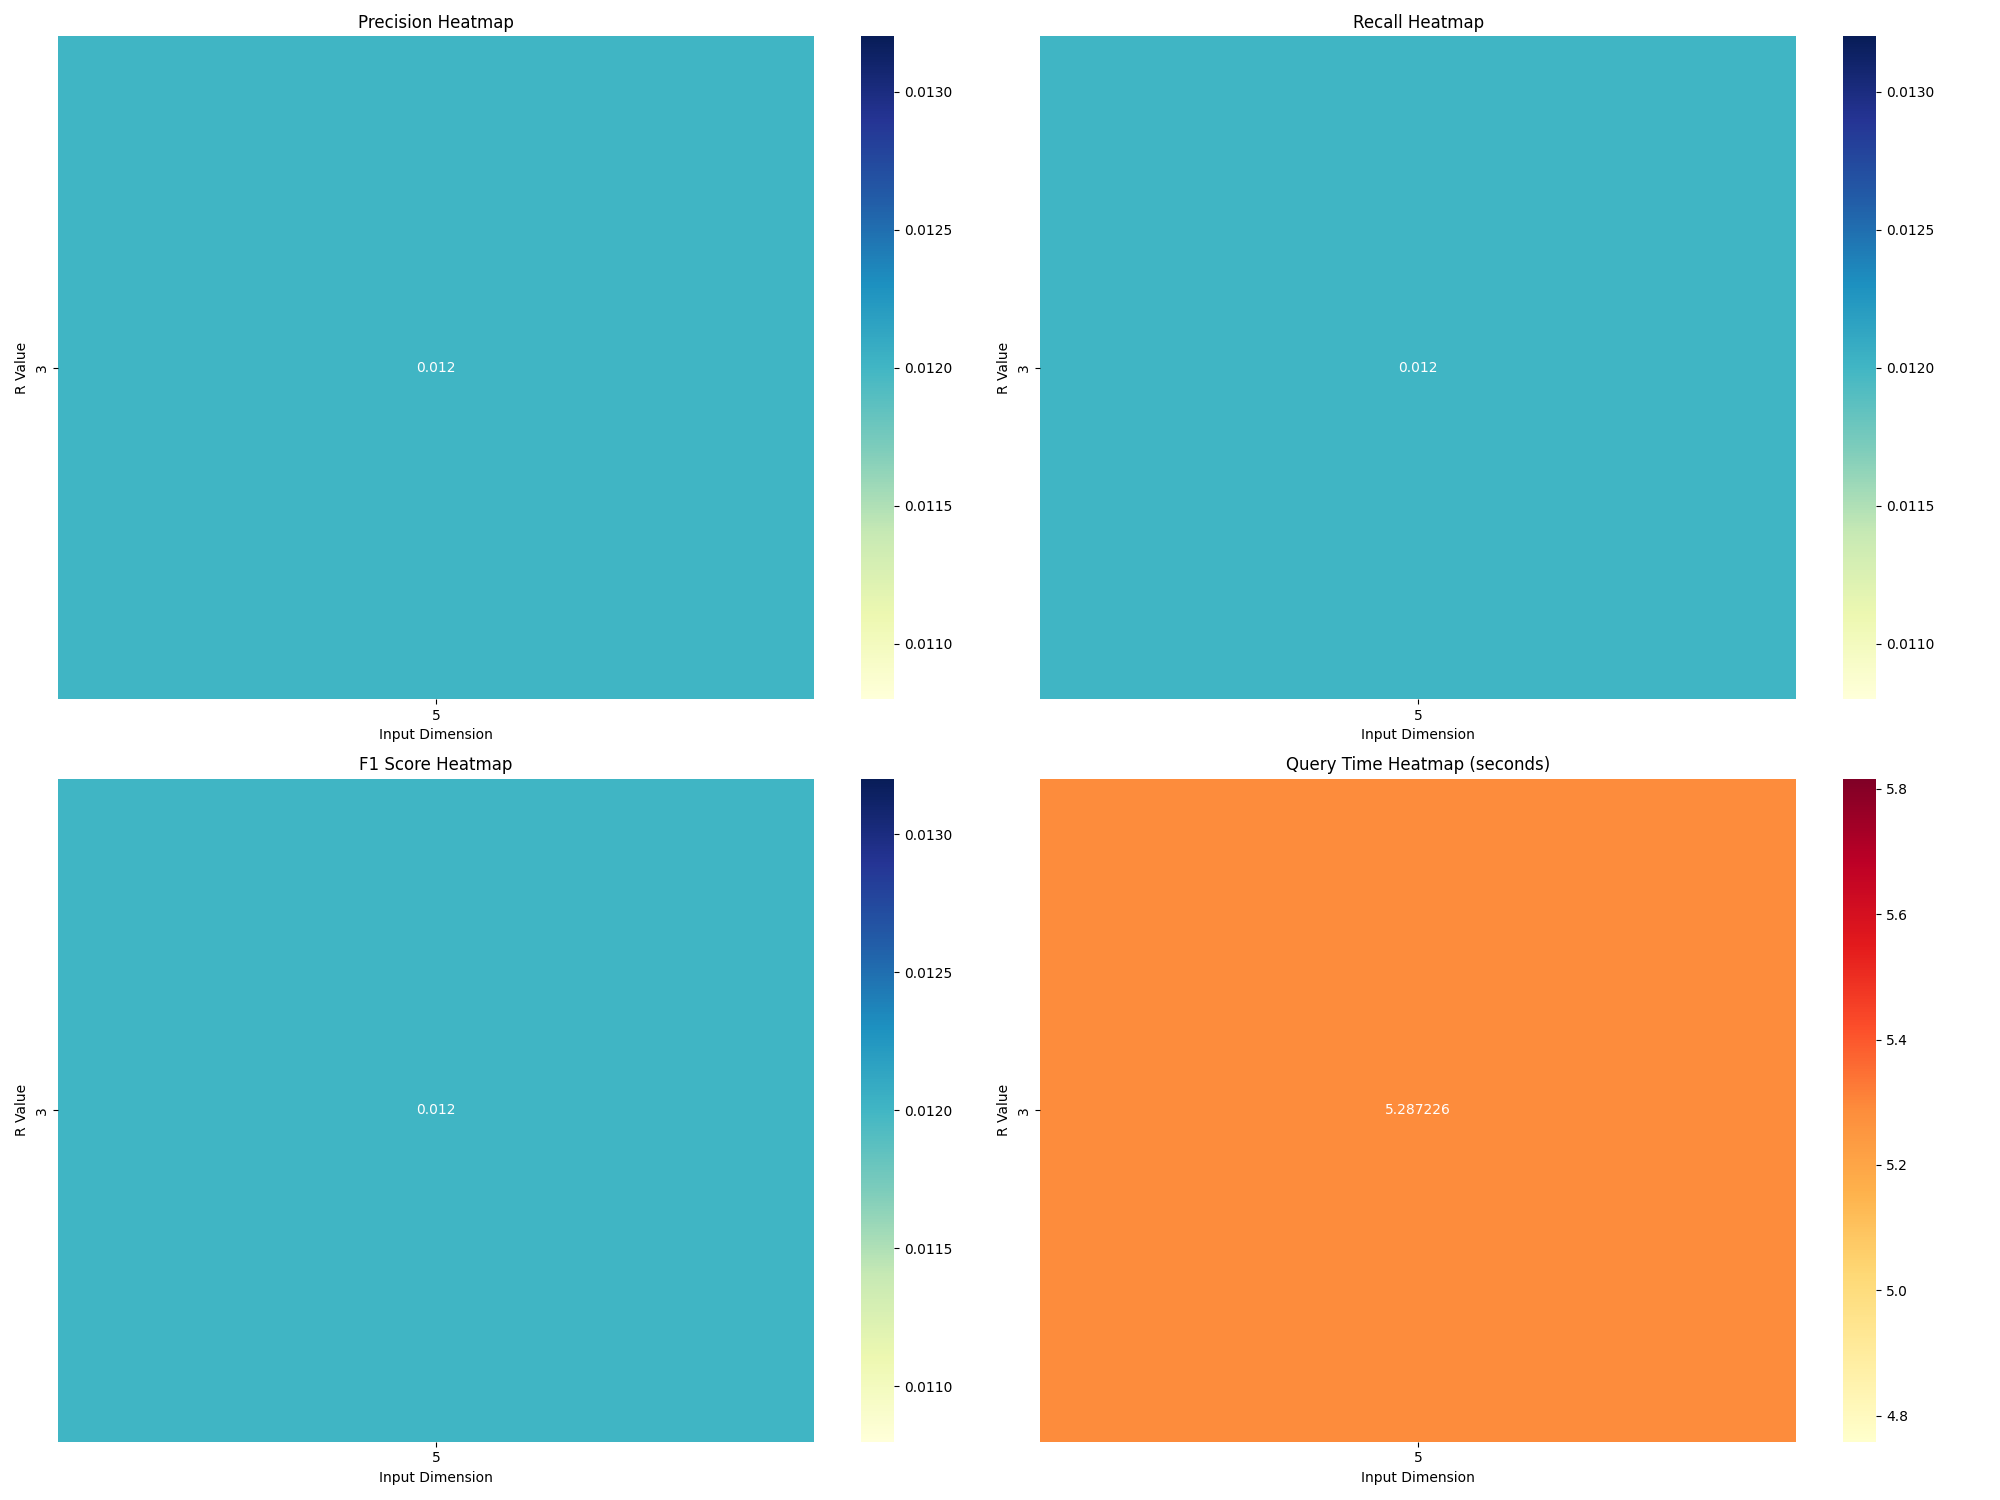 Precision Heatmap
R Value
3
0.012
5
Input Dimension
0.0130
0.0125
0.0120
0.0115
0.0110
Recall Heatmap
R Value
3
0.012
5
Input Dimension
0.0130
0.0125
0.0120
0.0115
0.0110
F1 Score Heatmap
R Value
3
0.012
5
Input Dimension
0.0130
0.0125
0.0120
0.0115
0.0110
Query Time Heatmap (seconds)
R Value
3
5.287226
5
Input Dimension
5.8
5.6
5.4
5.2
5.0
4.8